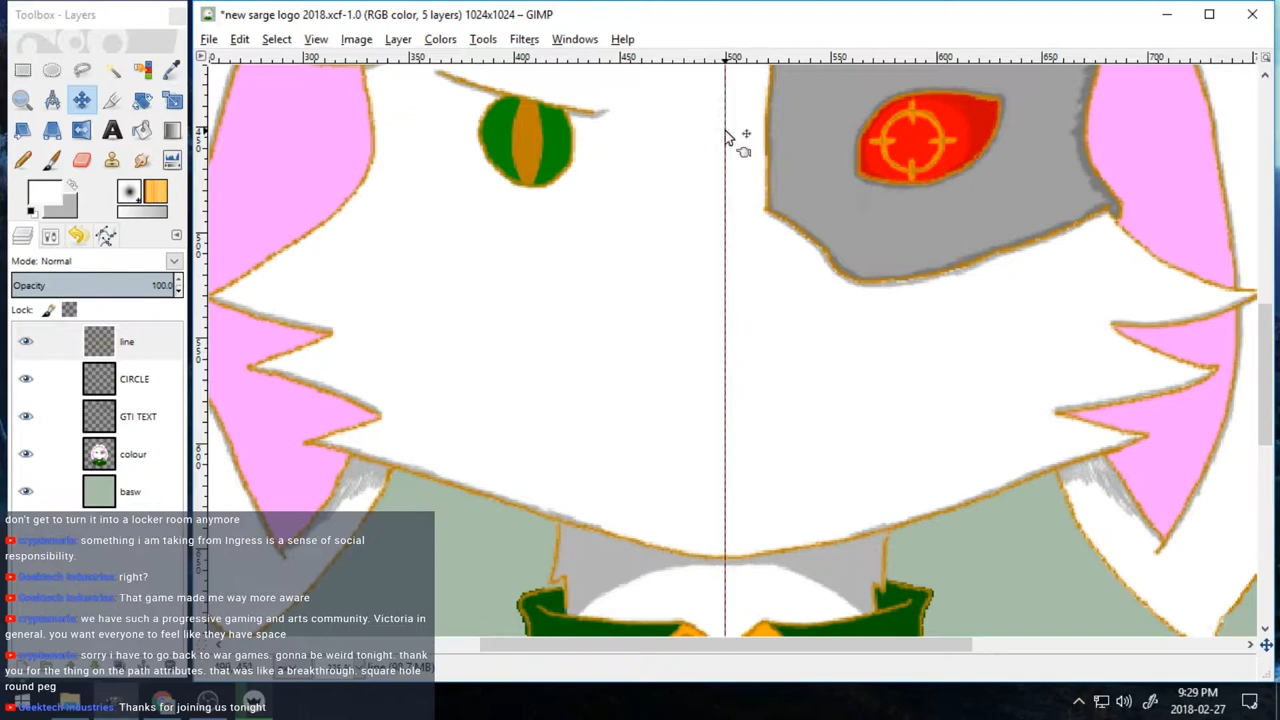 Toolbox - Layers
*new sarge logo 2018.xcf-1.0 (RGB color, 5 layers) 1024x1024 – GIMP
File Edit Select View Image Layer Colors Tools Filters Windows Help
300 400 450 500 550 600 650 700
Mode: Normal
Opacity 100.0
Lock:
line
CIRCLE
GTI TEXT
colour
basw
don't get to turn it into a locker room anymore
something i am taking from Ingress is a sense of social
responsibility.
Geektech Industries: right?
Geektech Industries: That game made me way more aware
we have such a progressive gaming and arts community. Victoria in
general. you want everyone to feel like they have space
sorry i have to go back to war games. gonna be weird tonight. thank
you for the thing on the path attributes. that was like a breakthrough. square hole
round peg
Geektech Industries: Thanks for joining us tonight
9:29 PM
2018-02-27